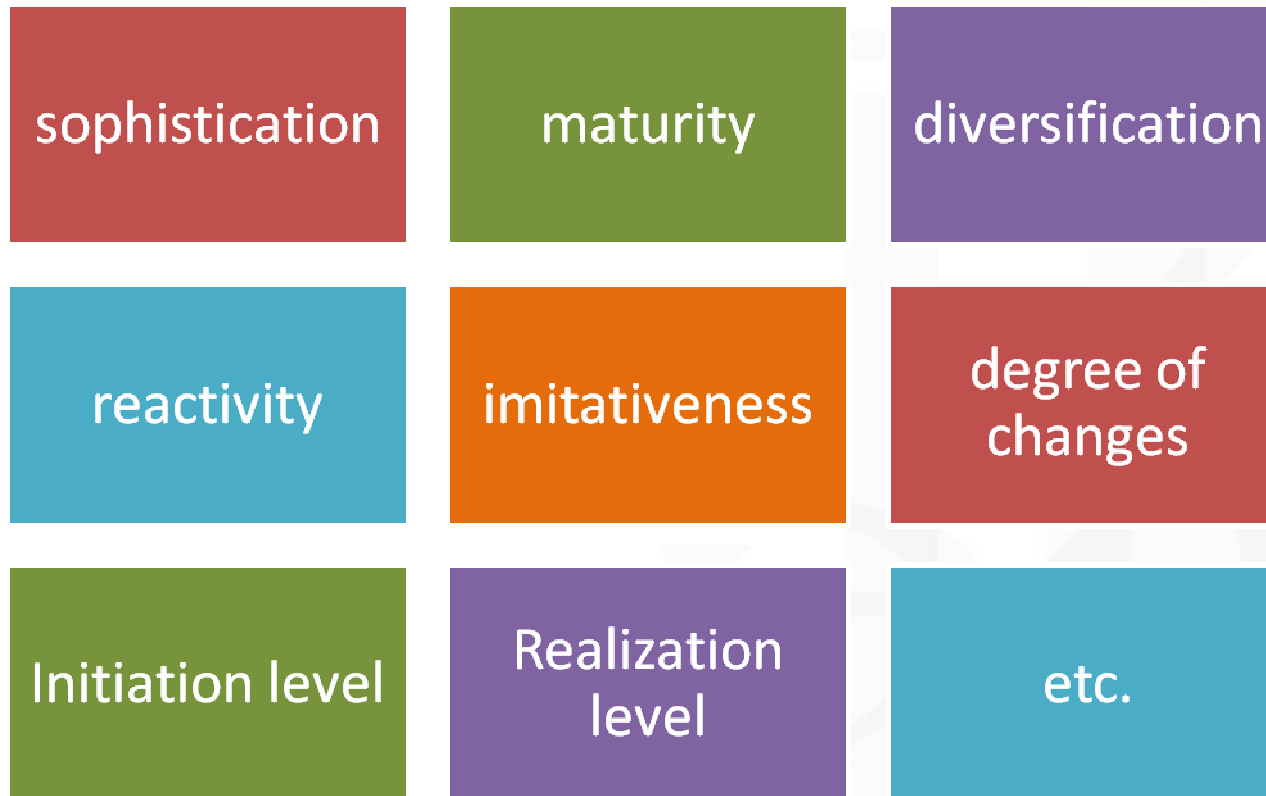 sophistication
maturity
diversification
reactivity
imitativeness
degree of
changes
Initiation level
Realization
level
etc.